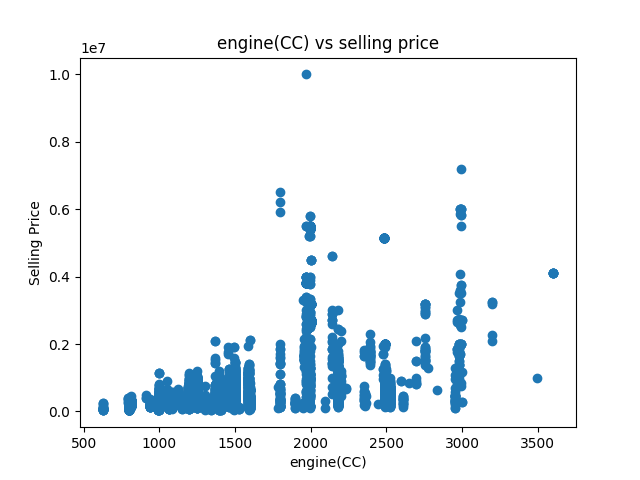 engine(CC) vs selling price
1e7
1.0
0.8
0.6
0.4
0.2
0.0
Selling Price
500 1000 1500 2000 2500 3000 3500
engine(CC)